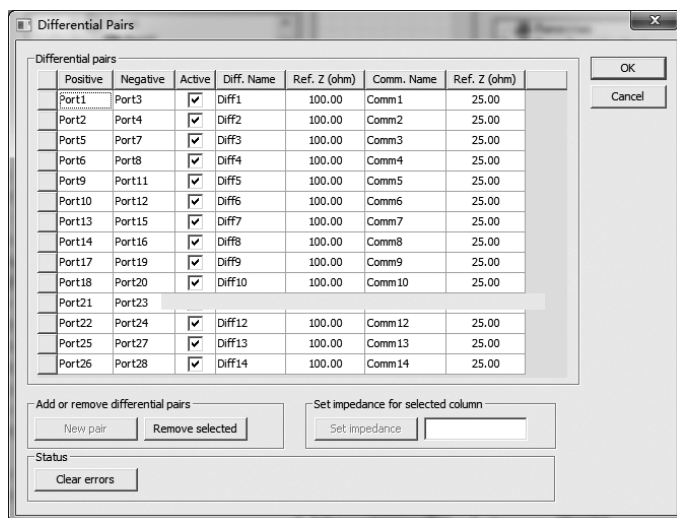 Differential Pairs
x
Differential pairs
Positive Negative Active Diff. Name Ref. Z (ohm) Comm. Name Ref. Z (ohm)
Port1 Port3 Diff1 100.00 Comm1 25.00
Port2 Port4 Diff2 100.00 Comm2 25.00
Port5 Port7 Diff3 100.00 Comm3 25.00
Port6 Port8 Diff4 100.00 Comm4 25.00
Port9 Port11 Diff5 100.00 Comm5 25.00
Port10 Port12 Diff6 100.00 Comm6 25.00
Port13 Port15 Diff7 100.00 Comm7 25.00
Port14 Port16 Diff8 100.00 Comm8 25.00
Port17 Port19 Diff9 100.00 Comm9 25.00
Port18 Port20 Diff10 100.00 Comm10 25.00
Port21 Port23
Port22 Port24 Diff12 100.00 Comm12 25.00
Port25 Port27 Diff13 100.00 Comm13 25.00
Port26 Port28 Diff14 100.00 Comm14 25.00
OK
Cancel
Add or remove differential pairs
New pair Remove selected
Set impedance for selected column
Set impedance
Status
Clear errors